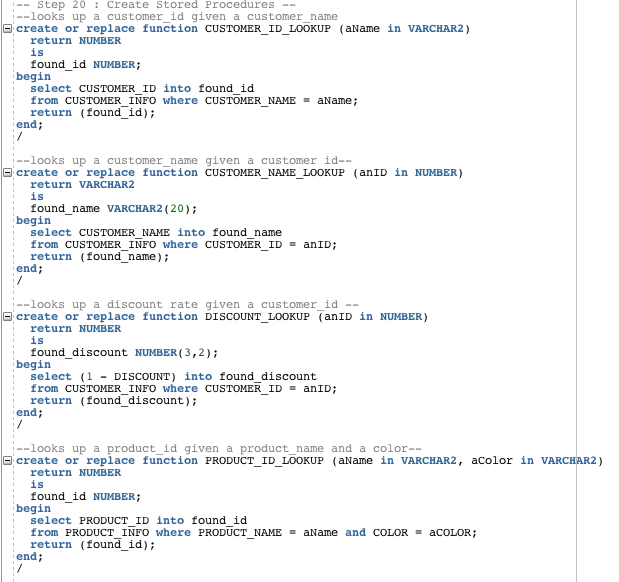 -- Step 20 : Create Stored Procedures --
--looks up a customer_id given a customer_name
create or replace function CUSTOMER_ID_LOOKUP (aName in VARCHAR2)
return NUMBER
is
found_id NUMBER;
begin
select CUSTOMER_ID into found_id
from CUSTOMER_INFO where CUSTOMER_NAME = aName;
return (found_id);
end;
/
--looks up a customer_name given a customer id--
create or replace function CUSTOMER_NAME_LOOKUP (anID in NUMBER)
return VARCHAR2
is
found_name VARCHAR2(20);
begin
select CUSTOMER_NAME into found_name
from CUSTOMER_INFO where CUSTOMER_ID = anID;
return (found_name);
end;
/
--looks up a discount rate given a customer_id --
create or replace function DISCOUNT_LOOKUP (anID in NUMBER)
return NUMBER
is
found_discount NUMBER(3,2);
begin
select (1 - DISCOUNT) into found_discount
from CUSTOMER_INFO where CUSTOMER_ID = anID;
return (found_discount);
end;
/
--looks up a product_id given a product_name and a color--
create or replace function PRODUCT_ID_LOOKUP (aName in VARCHAR2, aColor in VARCHAR2)
return NUMBER
is
found_id NUMBER;
begin
select PRODUCT_ID into found_id
from PRODUCT_INFO where PRODUCT_NAME = aName and COLOR = aCOLOR;
return (found_id);
end;
/